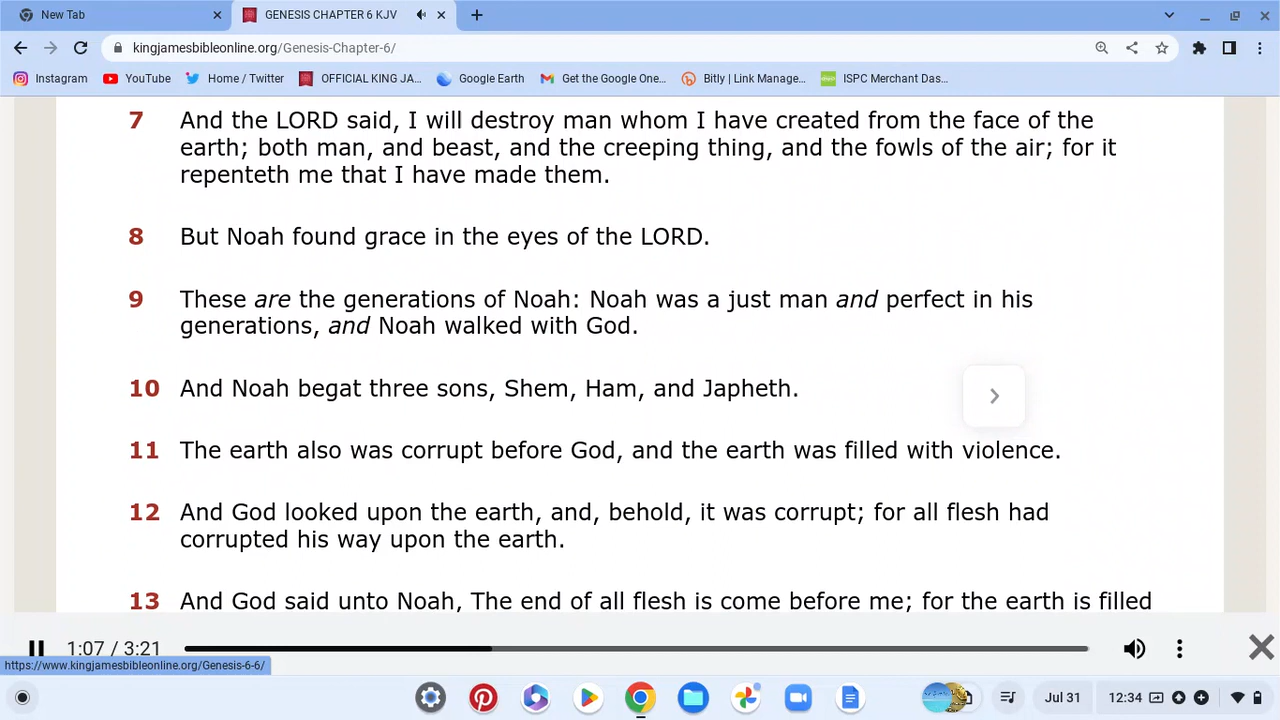 New Tab
GENESIS CHAPTER 6 KJV
kingjamesbibleonline.org/Genesis-Chapter-6/
Instagram YouTube Home / Twitter OFFICIAL KING JA... Google Earth Get the Google One... Bitly | Link Manage... ISPC Merchant Das...
7 And the LORD said, I will destroy man whom I have created from the face of the
earth; both man, and beast, and the creeping thing, and the fowls of the air; for it
repenteth me that I have made them.
8 But Noah found grace in the eyes of the LORD.
9 These are the generations of Noah: Noah was a just man and perfect in his
generations, and Noah walked with God.
10 And Noah begat three sons, Shem, Ham, and Japheth.
11 The earth also was corrupt before God, and the earth was filled with violence.
12 And God looked upon the earth, and, behold, it was corrupt; for all flesh had
corrupted his way upon the earth.
13 And God said unto Noah, The end of all flesh is come before me; for the earth is filled
1:07 / 3:21
https://www.kingjamesbibleonline.org/Genesis-6-6/
Jul 31 12:34